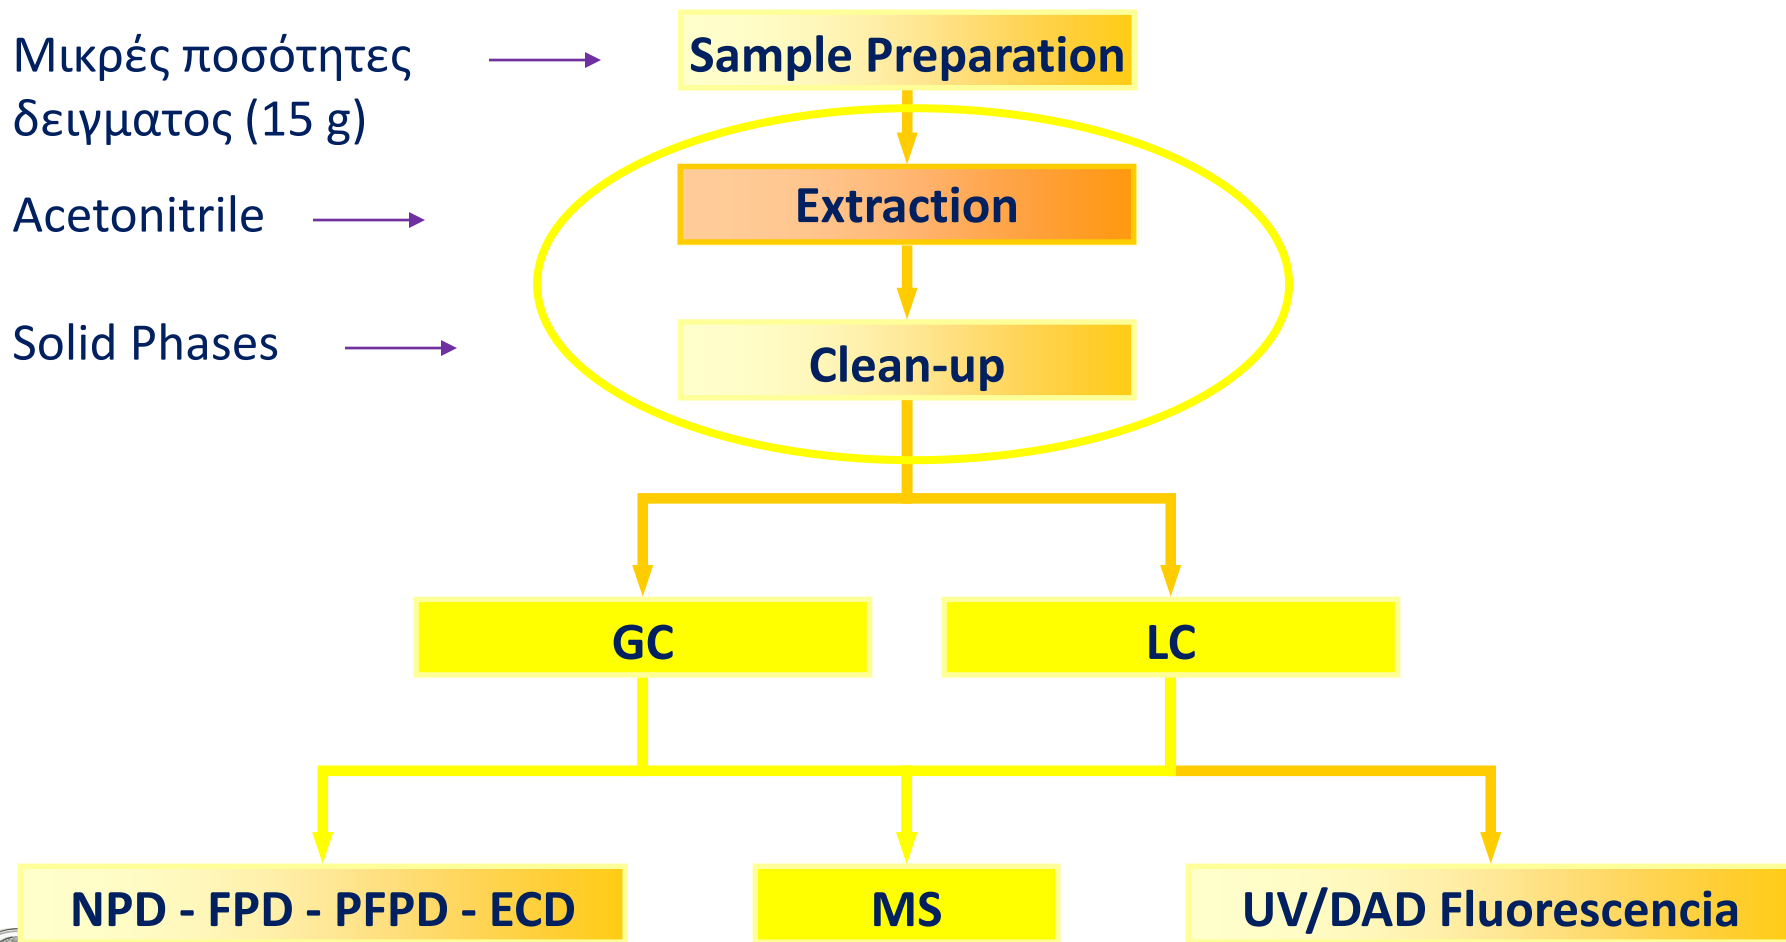 Μικρές ποσότητες
δειγματος (15 g)
Sample Preparation
Acetonitrile
Extraction
Solid Phases
Clean-up
GC
LC
NPD - FPD - PFPD - ECD
MS
UV/DAD Fluorescencia